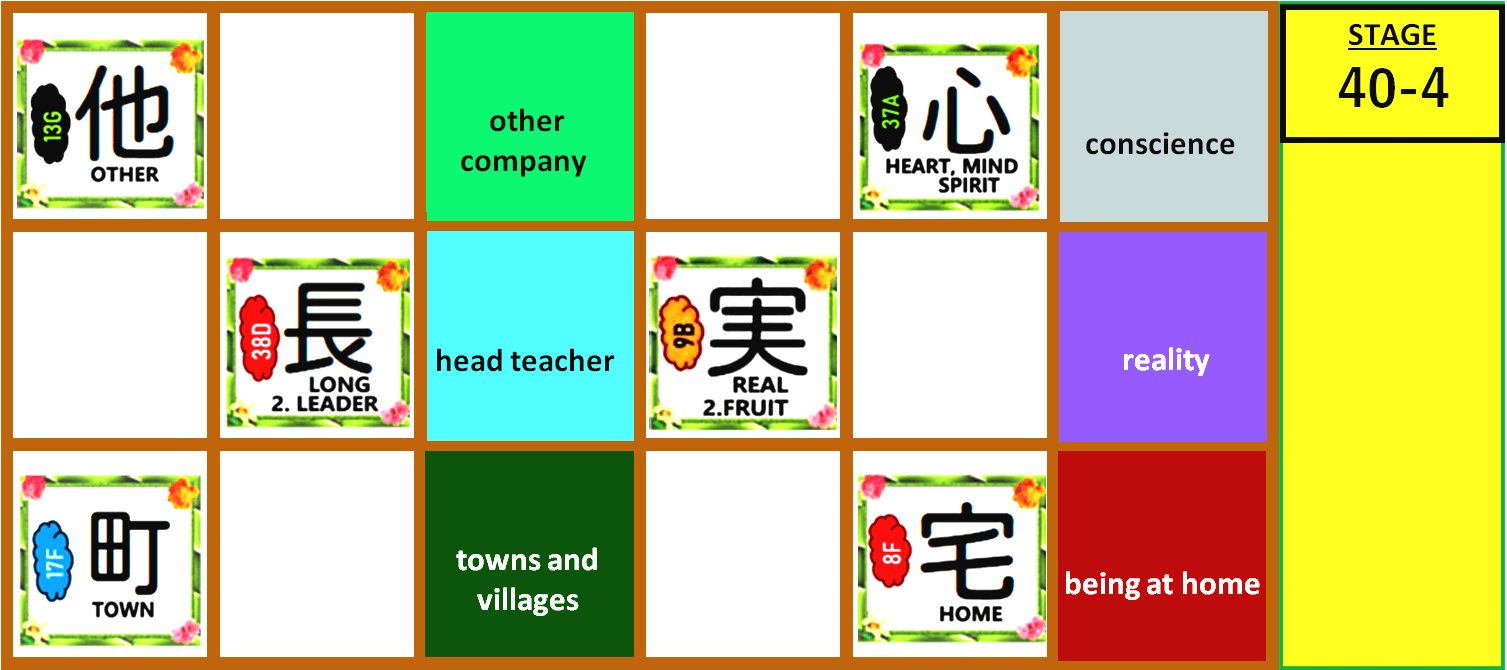 13G
他
OTHER
other
company
37A
心
HEART, MIND
SPIRIT
conscience
STAGE
40-4
38D
長
LONG
2. LEADER
head teacher
9B
実
REAL
2.FRUIT
reality
17F
町
TOWN
towns and
villages
8F
宅
HOME
being at home